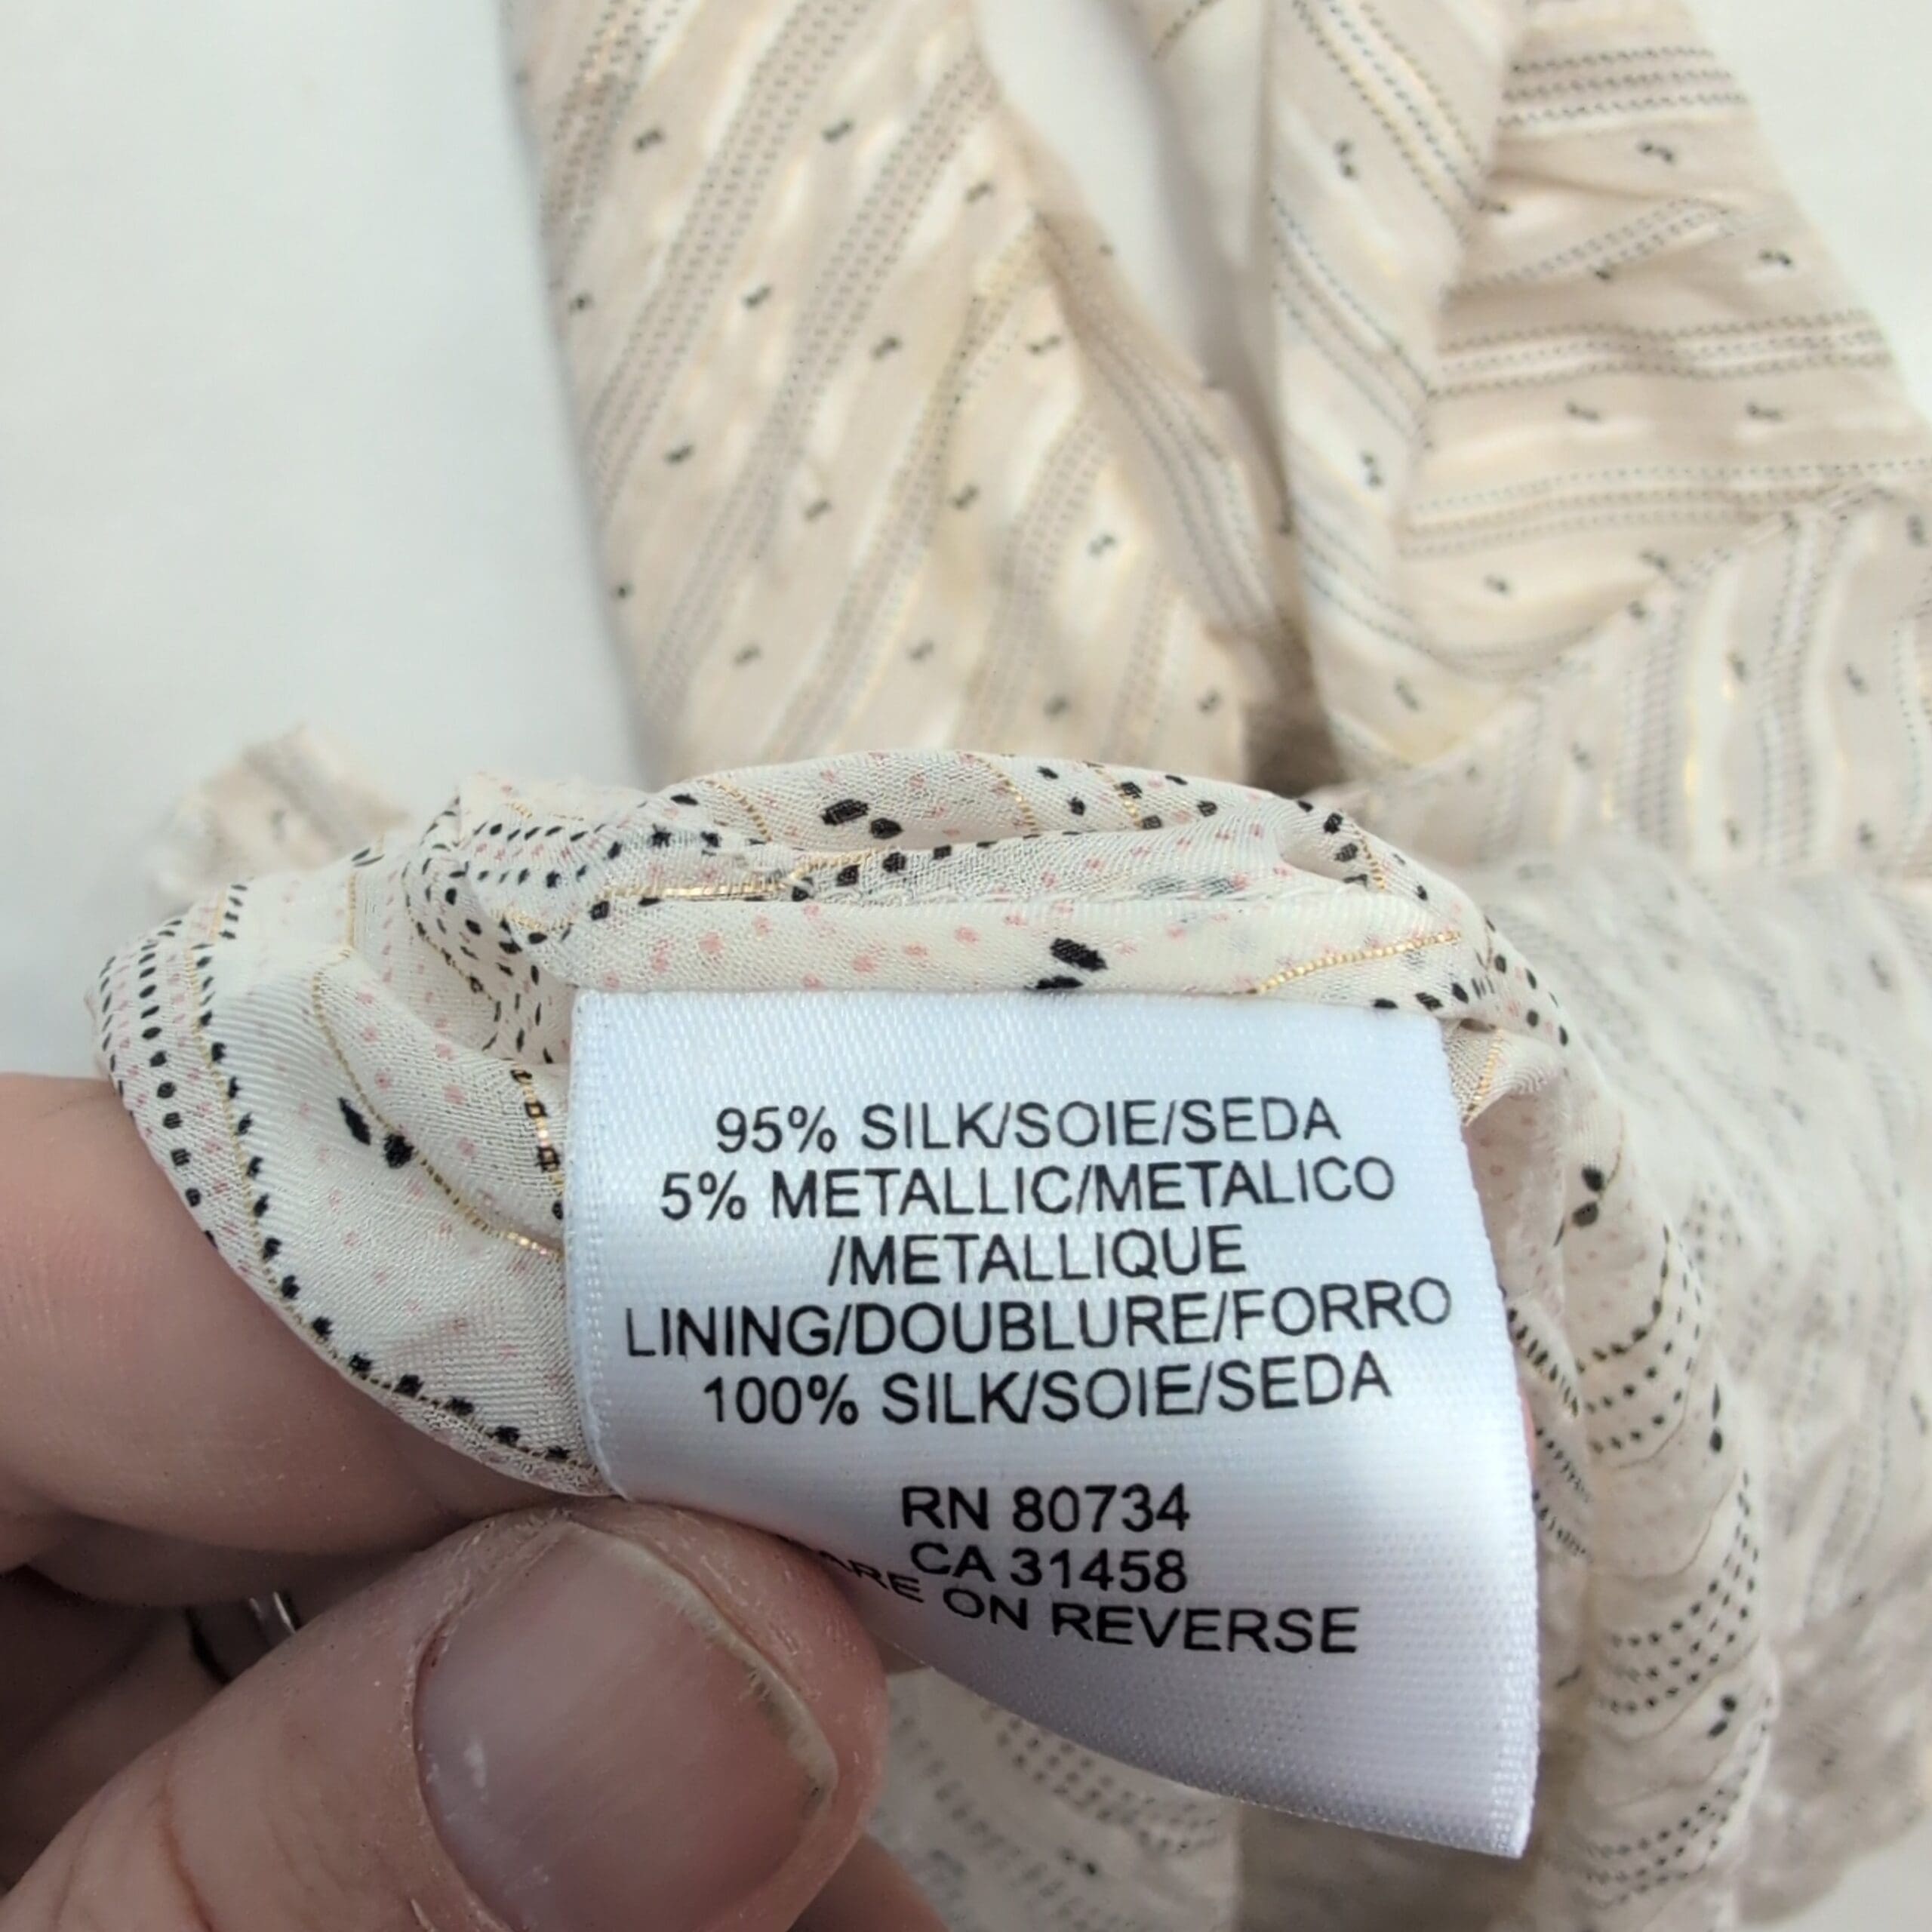 95% SILK/SOIE/SEDA
5% METALLIC/METALICO
/METALLIQUE
LINING/DOUBLURE/FORRO
100% SILK/SOIE/SEDA
RN 80734
CA 31458
ON REVERSE